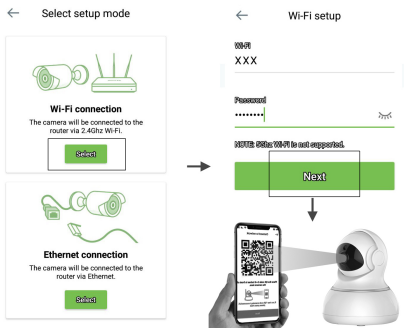 Select setup mode
Wi-Fi connection
The camera will be connected to the
router via 2.4Ghz Wi-Fi.
Select
Ethernet connection
The camera will be connected to the
router via Ethernet.
Select
Wi-Fi setup
Wi-Fi
XXX
Password
••••••••
NOTE: 5Ghz Wi-Fi is not supported.
Next